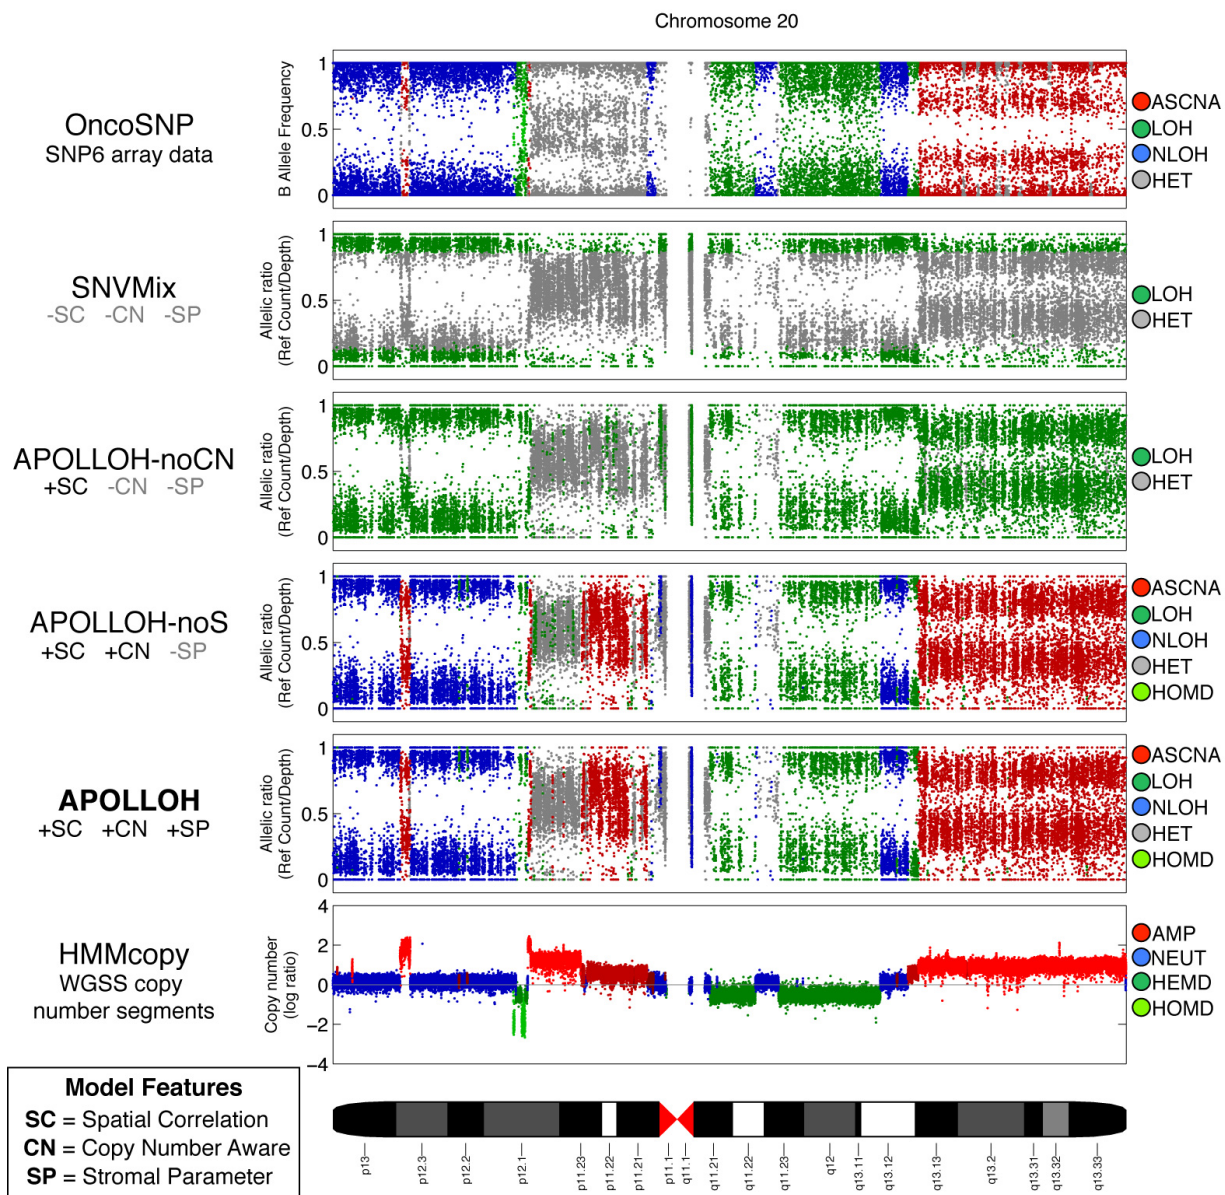 Chromosome 20
OncoSNP
SNP6 array data
B Allele Frequency
1
0.5
0
ASCNA
LOH
NLOH
HET
SNVMix
-SC -CN -SP
Allelic ratio
(Ref Count/Depth)
1
0.5
0
LOH
HET
APOLLOH-noCN
+SC -CN -SP
Allelic ratio
(Ref Count/Depth)
1
0.5
0
LOH
HET
APOLLOH-noS
+SC +CN -SP
Allelic ratio
(Ref Count/Depth)
1
0.5
0
ASCNA
LOH
NLOH
HET
HOMD
APOLLOH
+SC +CN +SP
Allelic ratio
(Ref Count/Depth)
1
0.5
0
ASCNA
LOH
NLOH
HET
HOMD
HMMcopy
WGSS copy
number segments
Copy number
(log ratio)
4
2
0
−2
−4
AMP
NEUT
HEMD
HOMD
Model Features
SC = Spatial Correlation
CN = Copy Number Aware
SP = Stromal Parameter
p13
p12.3
p12.2
p12.1
p11.23
p11.22
p11.21
p11.1
q11.1
q11.21
q11.22
q11.23
q12
q13.11
q13.13
q13.2
q13.31
q13.32
q13.33